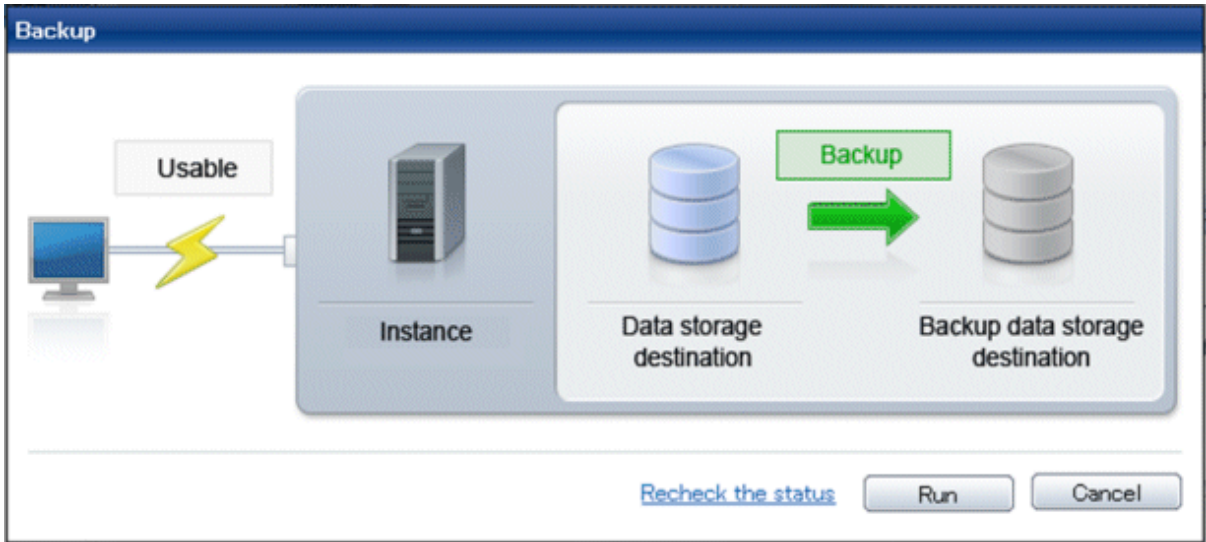 Backup
Usable
Backup
Instance
Data storage
destination
Backup data storage
destination
Recheck the status
Run
Cancel